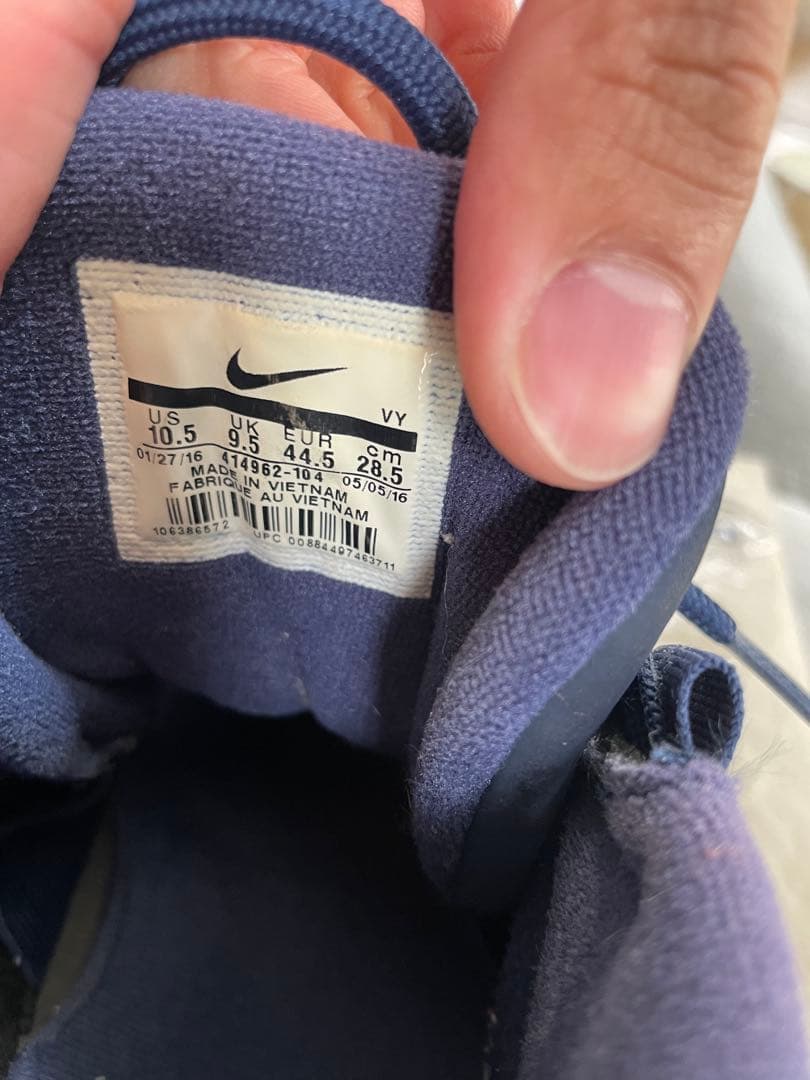 VY
US UK EUR cm
10.5 9.5 44.5 28.5
01/27/16 414962-104 05/05/16
MADE IN VIETNAM
FABRIQUE AU VIETNAM
106386572 UPC 00884497463711